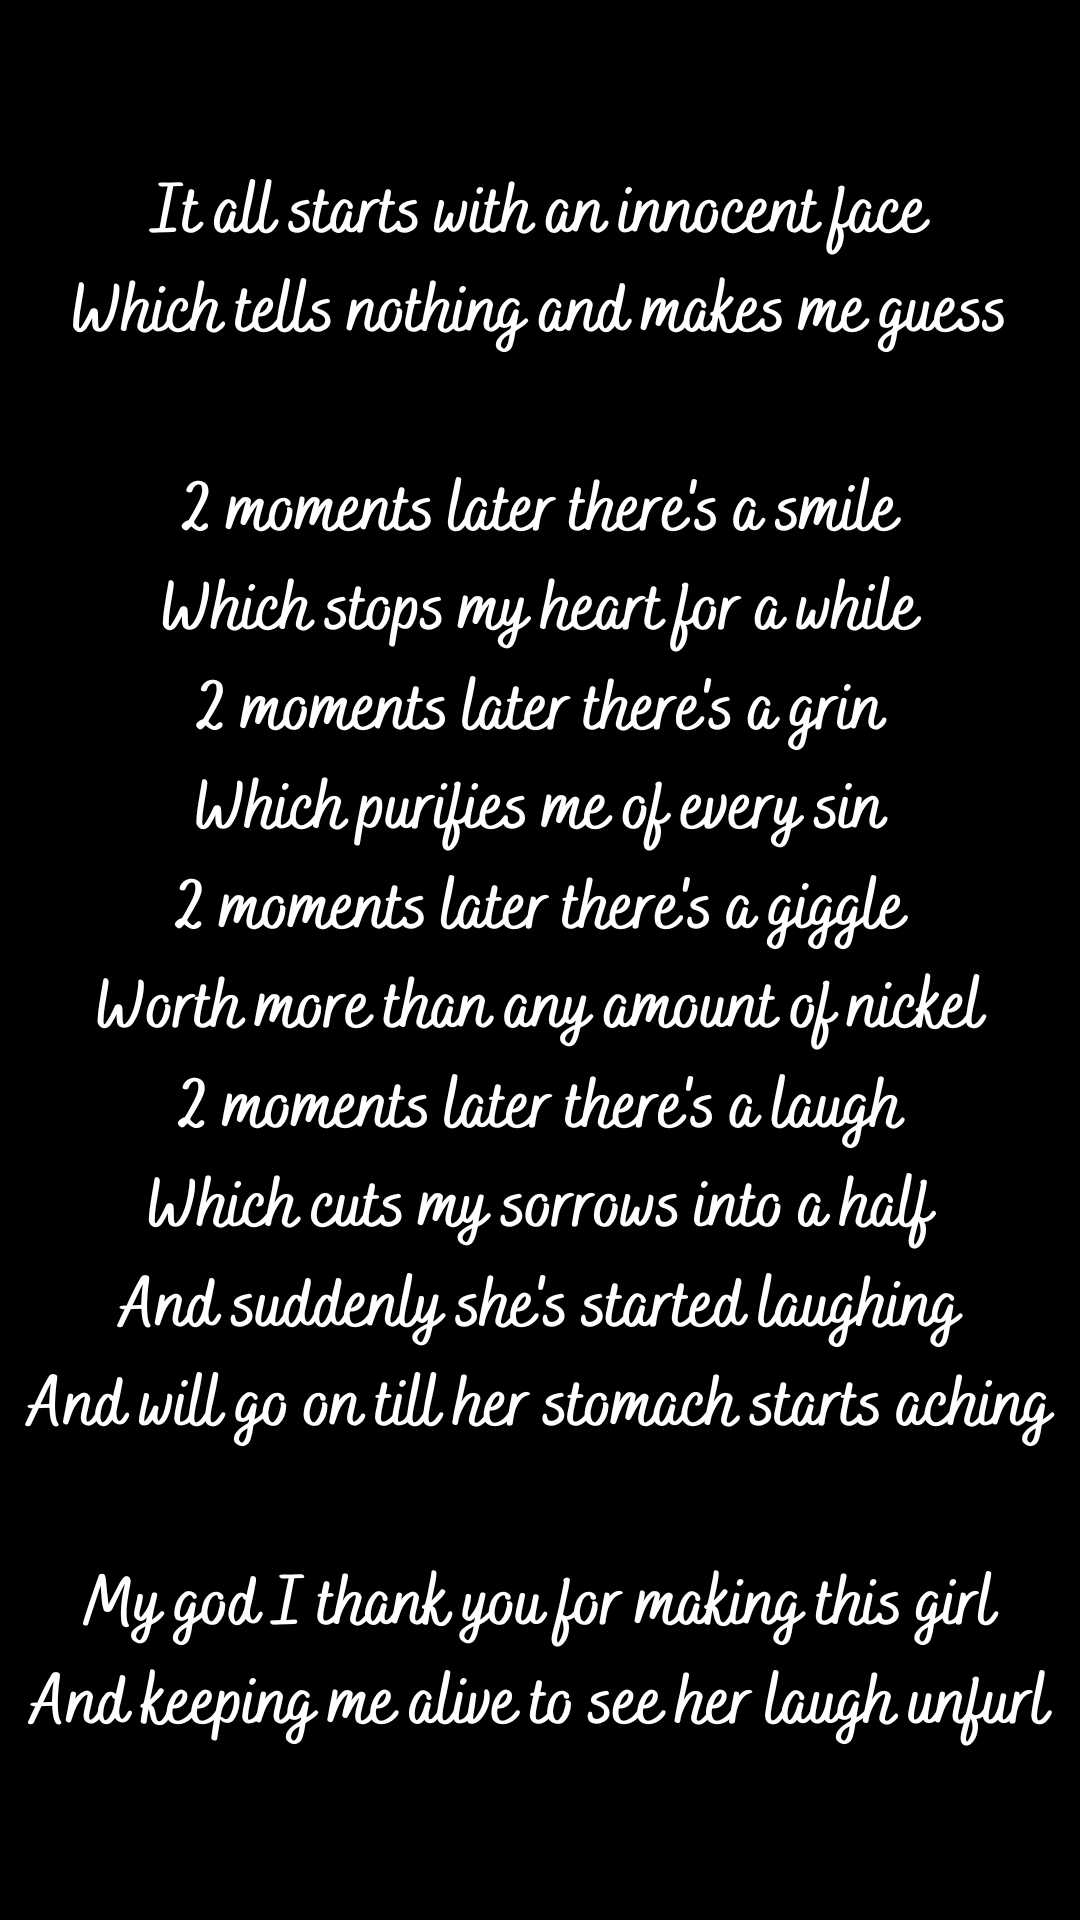 It all starts with an innocent face
Which tells nothing and makes me guess
2 moments later there's a smile
Which stops my heart for a while
2 moments later there's a grin
Which purifies me of every sin
2 moments later there's a giggle
Worth more than any amount of nickel
2 moments later there's a laugh
Which cuts my sorrows into a half
And suddenly she's started laughing
And will go on till her stomach starts aching
My god I thank you for making this girl
And keeping me alive to see her laugh unfurl